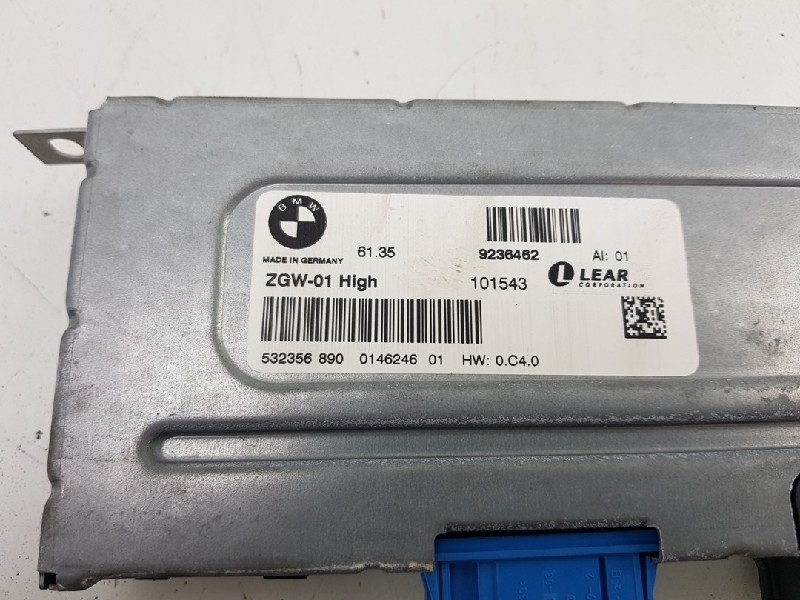 BMW
MADE IN GERMANY
61.35
9236462
AI: 01
ZGW-01 High
101543
LEAR
CORPORATION
532356 890 0146246 01 HW: 0.C4.0